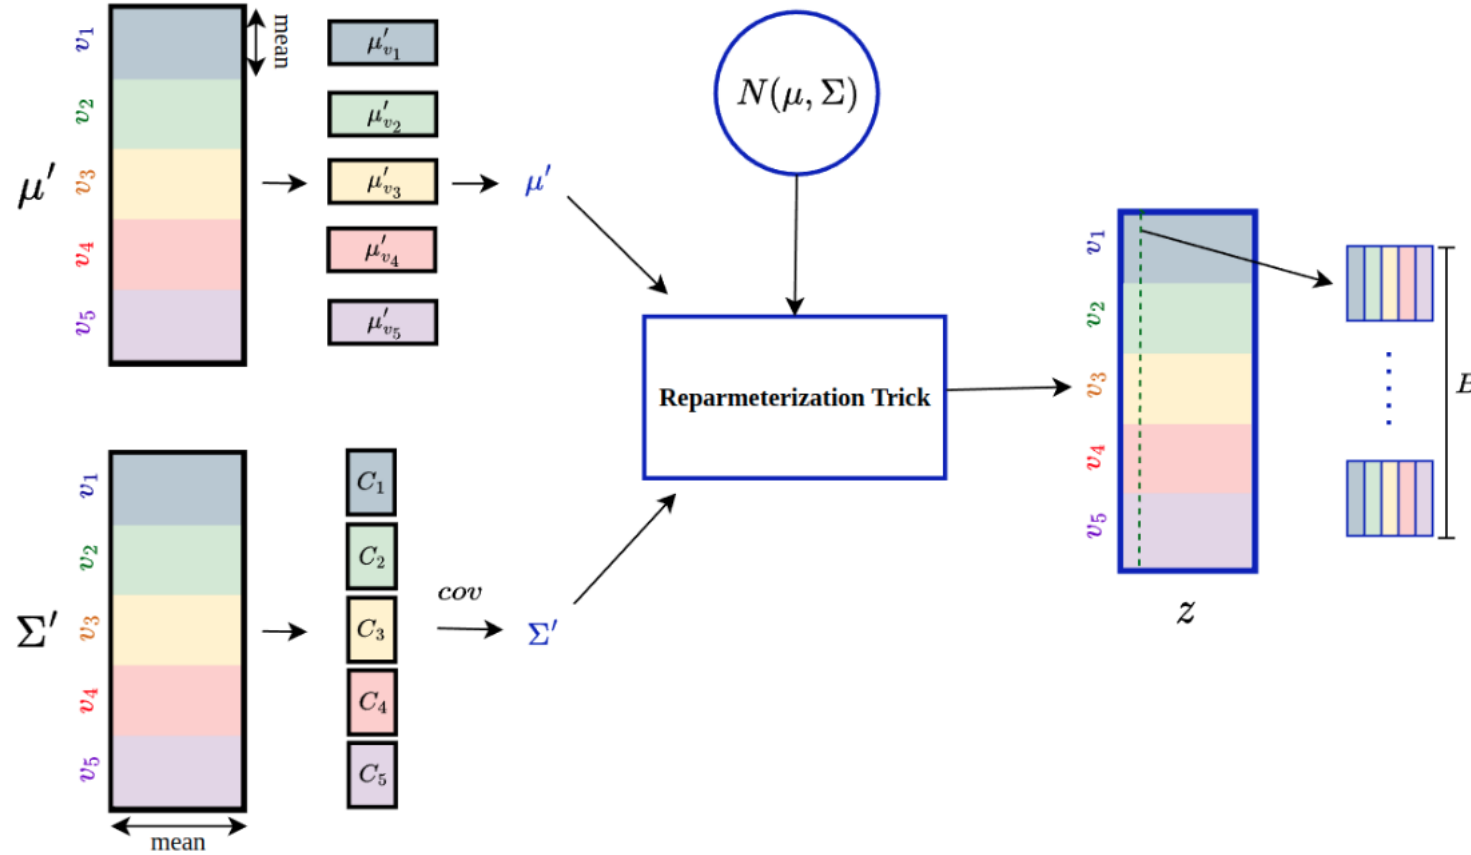 μ′
v1
v2
v3
v4
v5
mean
μ′v1
μ′v2
μ′v3
μ′v4
μ′v5
μ′
N(μ, Σ)
Reparmeterization Trick
Σ′
v1
v2
v3
v4
v5
mean
C1
C2
C3
C4
C5
cov
Σ′
v1
v2
v3
v4
v5
z